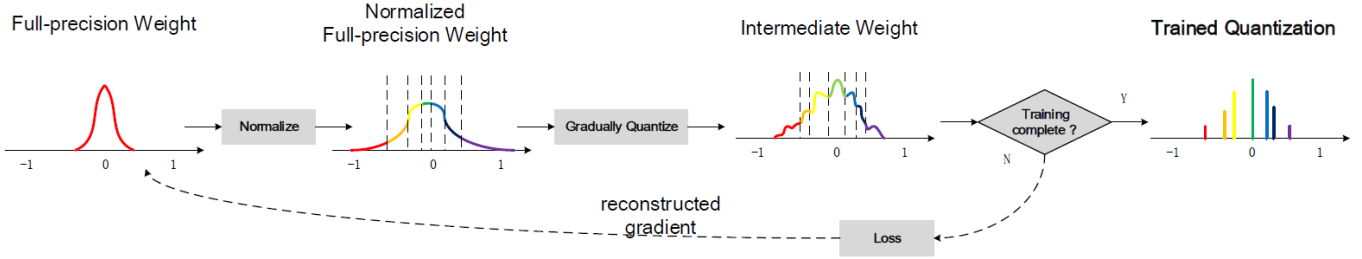 Full-precision Weight
Normalized
Full-precision Weight
Intermediate Weight
Trained Quantization
Normalize
Gradually Quantize
Training
complete ?
Y
N
-1 0 1
-1 0 1
-1 0 1
-1 0 1
reconstructed
gradient
Loss